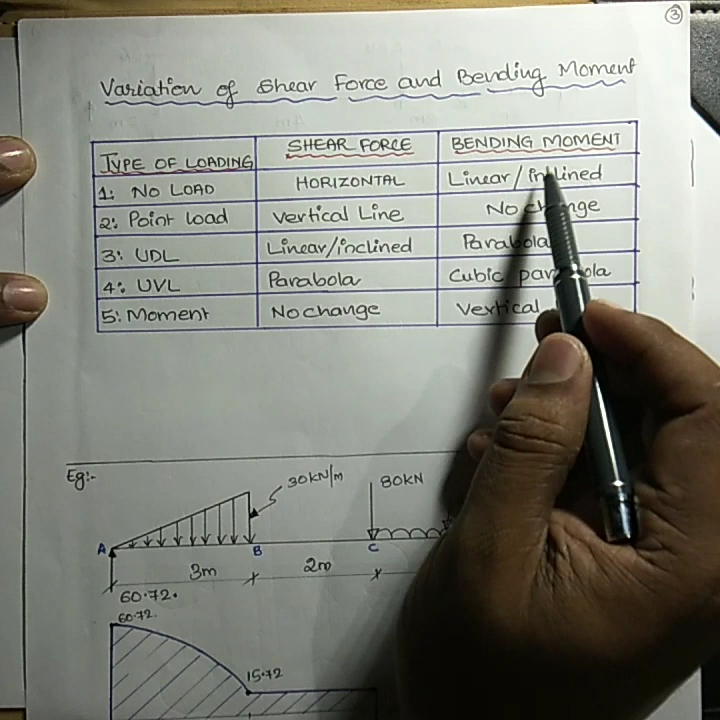 3
Variation of Shear Force and Bending Moment
TYPE OF LOADING SHEAR FORCE BENDING MOMENT
1: NO LOAD HORIZONTAL Linear/inclined
2: Point load Vertical Line No change
3: UDL Linear/inclined Parabola
4: UVL Parabola Cubic parabola
5: Moment No change Vertical
Eg:-
30KN/m 80KN
A B C
3m 2m
60.72.
60.72.
15.72